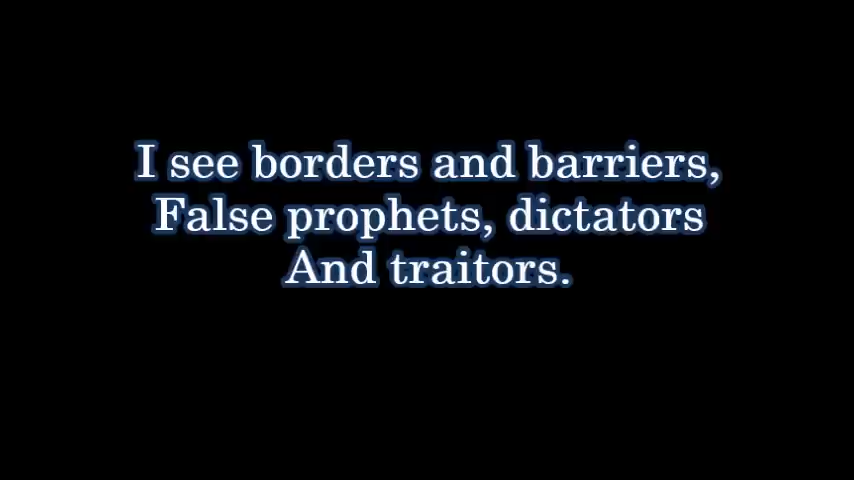 I see borders and barriers,
False prophets, dictators
And traitors.